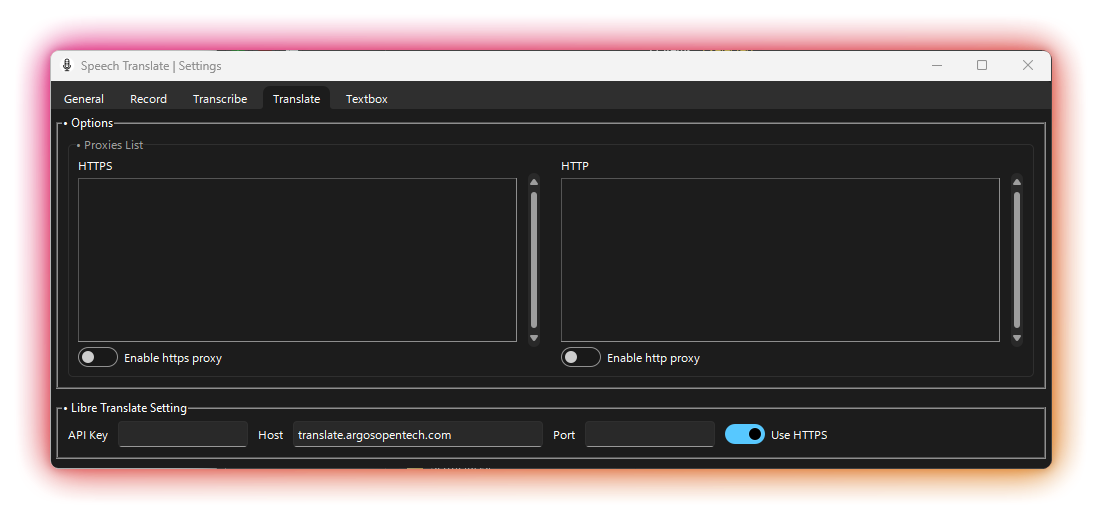 Speech Translate | Settings
General Record Transcribe Translate Textbox
• Options
• Proxies List
HTTPS HTTP
Enable https proxy Enable http proxy
• Libre Translate Setting
API Key Host translate.argosopentech.com Port Use HTTPS